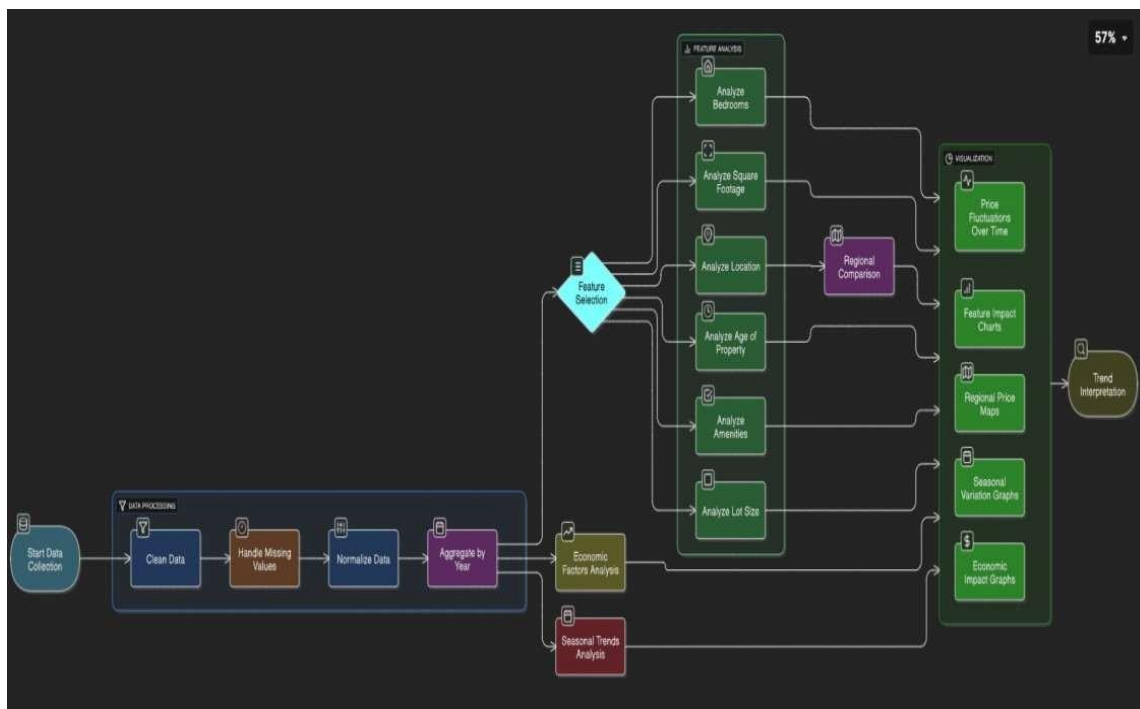 57%
FEATURE ANALYSIS
Analyze
Bedrooms
Analyze Square
Footage
Analyze Location
Analyze Age of
Property
Analyze
Amenities
Analyze Lot Size
Regional
Comparison
VISUALIZATION
Price
Fluctuations
Over Time
Feature Impact
Charts
Regional Price
Maps
Seasonal
Variation Graphs
Economic
Impact Graphs
Trend
Interpretation
Feature
Selection
DATA PROCESSING
Start Data
Collection
Clean Data
Handle Missing
Values
Normalize Data
Aggregate by
Year
Economic
Factors Analysis
Seasonal Trends
Analysis